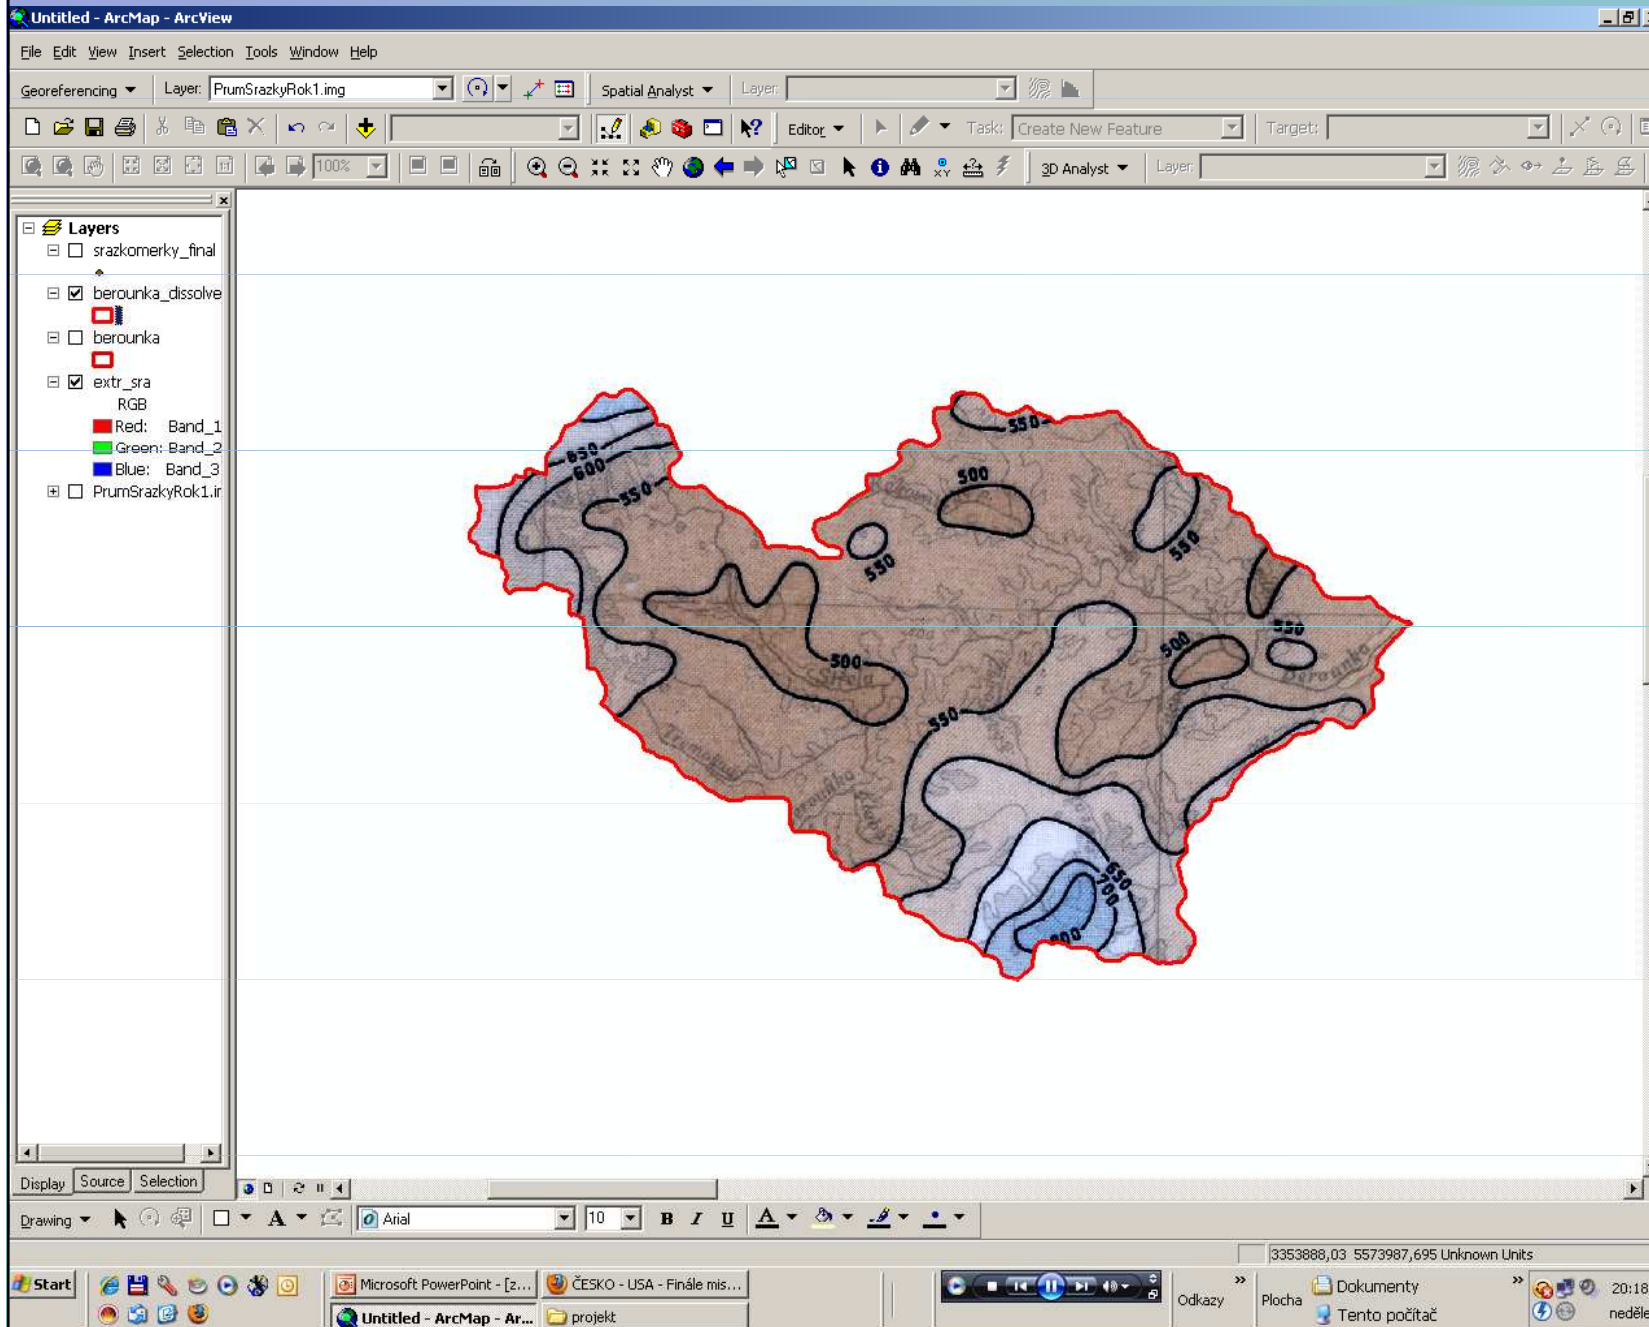 Untitled - ArcMap - ArcView
File Edit View Insert Selection Tools Window Help
Georeferencing Layer: PrumSrazkyRok1.img Spatial Analyst Layer:
Editor Task: Create New Feature Target:
100% 3D Analyst Layer:
Layers
srazkomerky_final
berounka_dissolve
berounka
extr_sra
RGB
Red: Band_1
Green: Band_2
Blue: Band_3
PrumSrazkyRok1.ir
550
650
600
500
550
550
550
550
500
500
Střela
Berounka
550
650
700
Display Source Selection
Drawing Arial 10 B I U A
3353888,03 5573987,695 Unknown Units
Start Microsoft PowerPoint - [z... ČESKO - USA - Finále mis... Odkazy Plocha Dokumenty 20:18
Untitled - ArcMap - Ar... projekt Tento počítač neděle